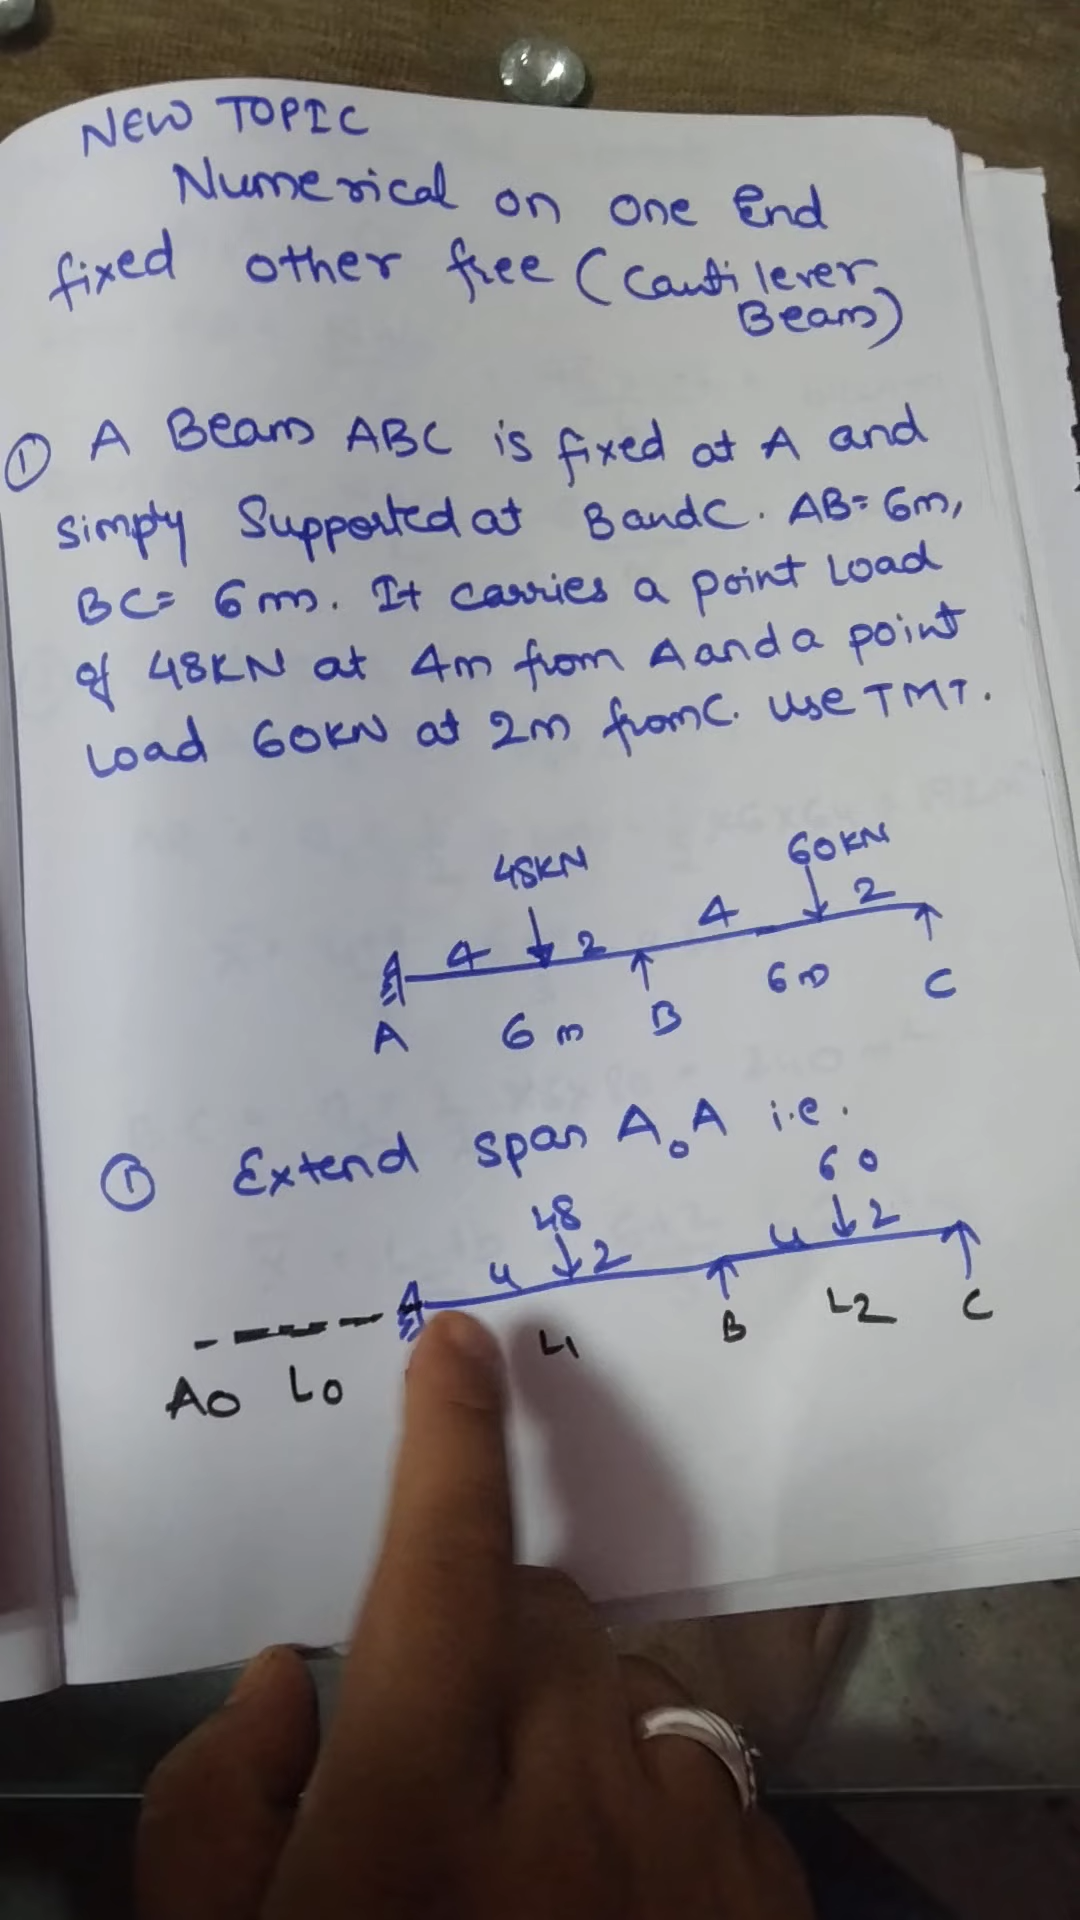 NEW TOPIC
Numerical on one End
fixed other free (Cantilever
Beam)
① A Beam ABC is fixed at A and
simply Supported at B and C. AB= 6m,
BC= 6m. It carries a point Load
of 48KN at 4m from A and a point
Load 60KN at 2m from C. Use TMT.
48KN 60KN
4 2 4 2
A 6m B 6m C
① Extend span A₀A i.e.
48 60
4 2 4 2
A₀ L₀ L1 B L2 C